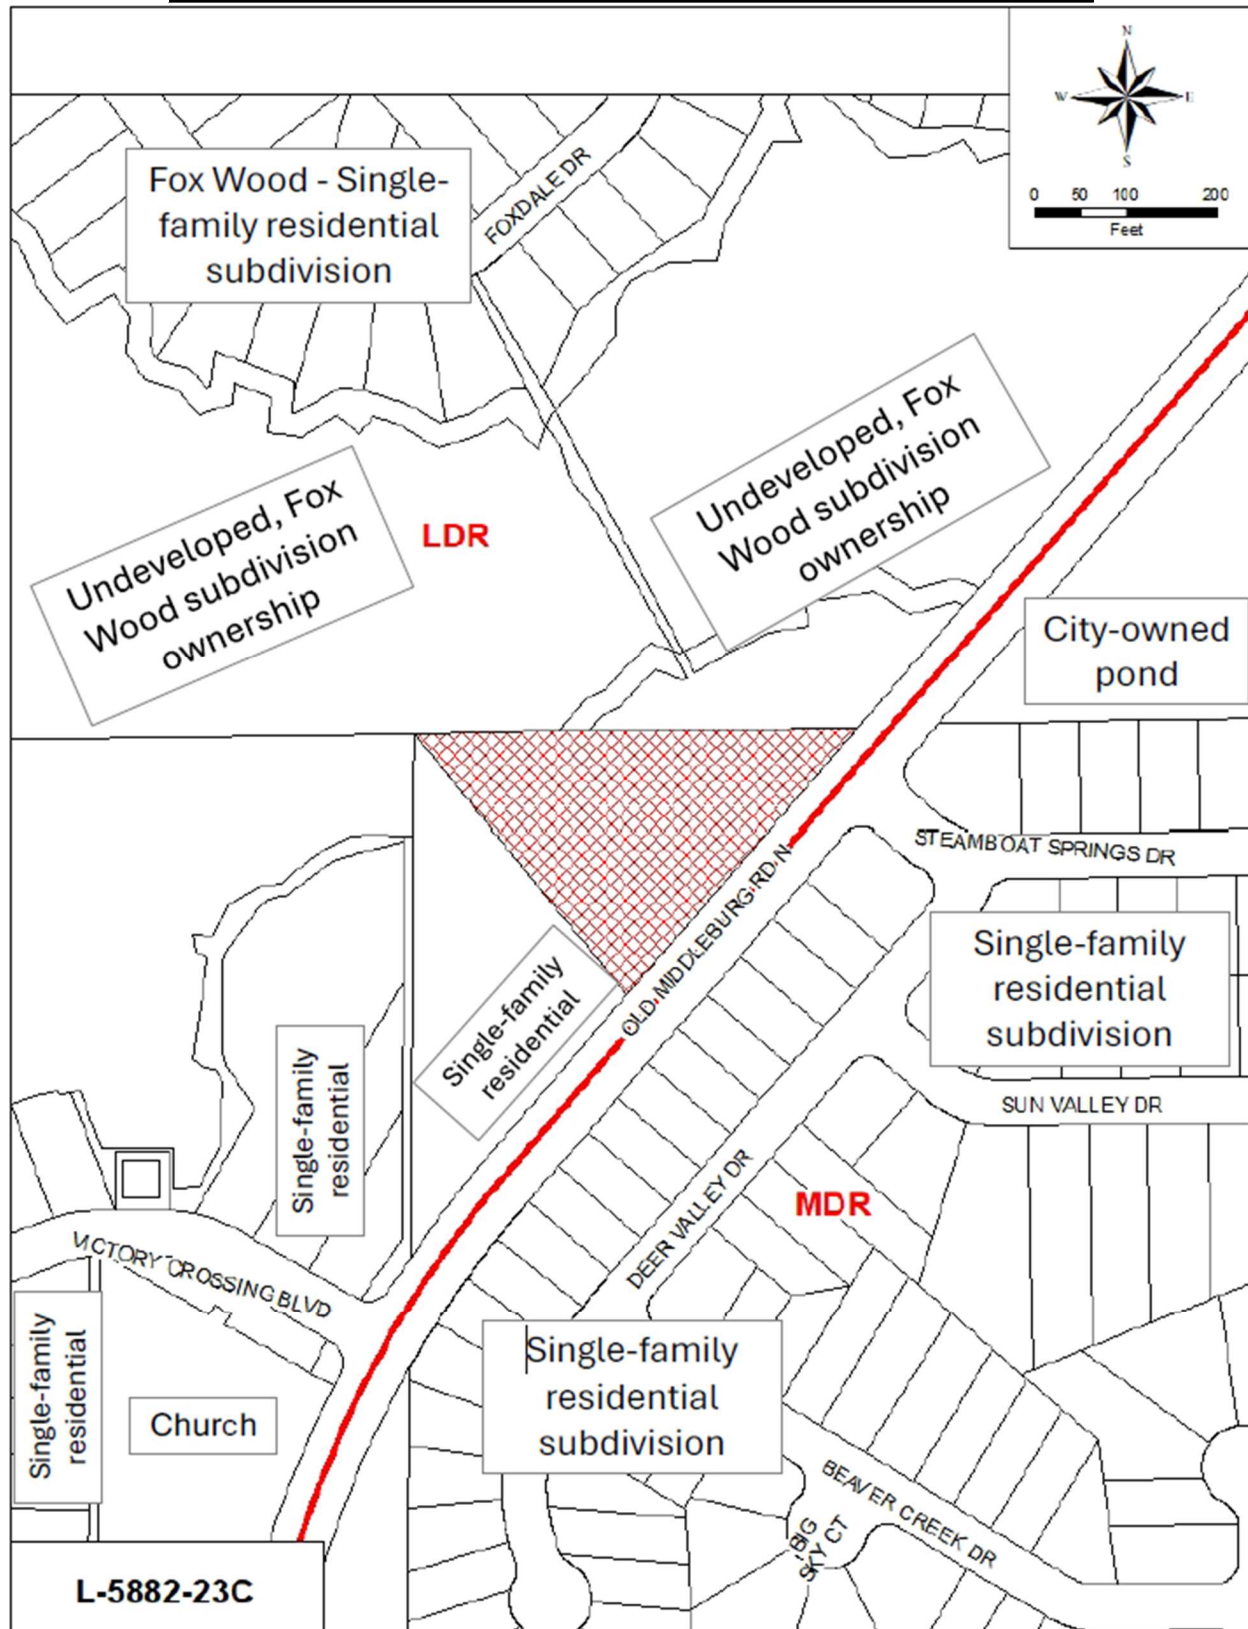 N
W
E
S
0 50 100 200
Feet
Fox Wood - Single-
family residential
subdivision
FOXDALE DR
Undeveloped, Fox
Wood subdivision
ownership
LDR
Undeveloped, Fox
Wood subdivision
ownership
City-owned
pond
STEAMBOAT SPRINGS DR
OLD MIDDLEBURG RD N
Single-family
residential
Single-family
residential
subdivision
Single-family
residential
SUN VALLEY DR
DEER VALLEY DR
MDR
VICTORY CROSSING BLVD
Single-family
residential
Church
Single-family
residential
subdivision
BEAVER CREEK DR
BIG
SKY CT
L-5882-23C